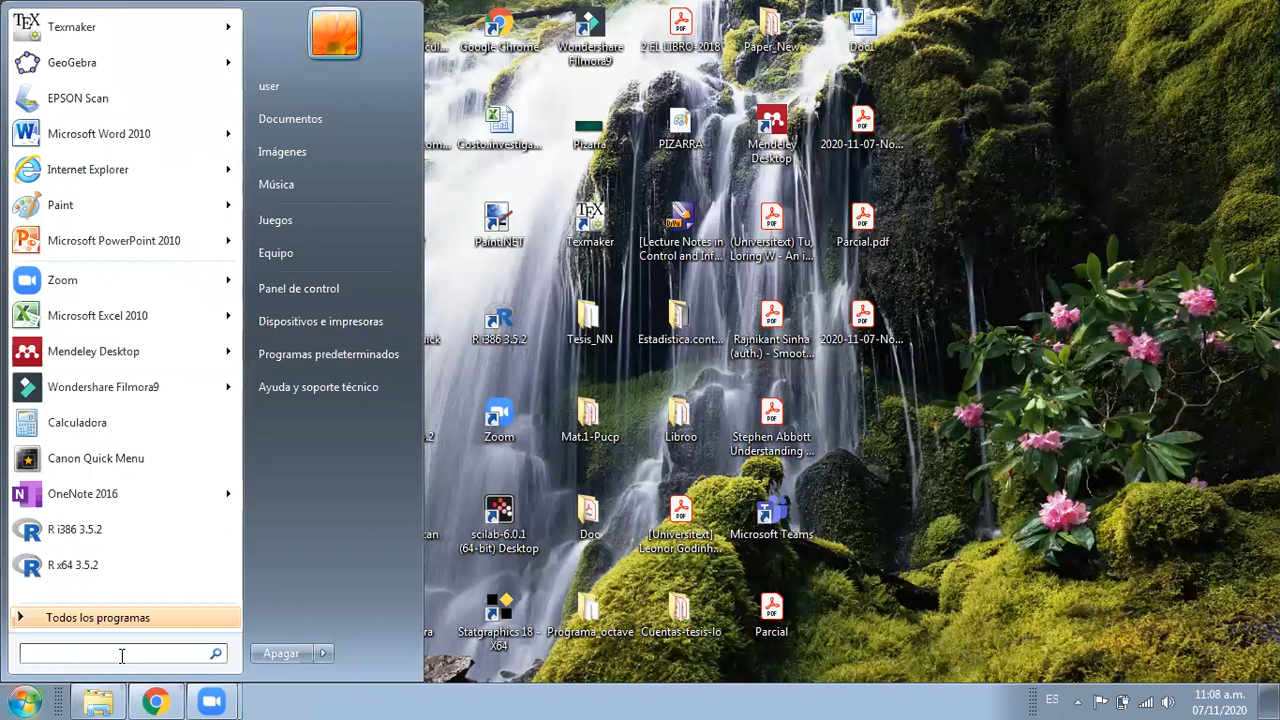 Texmaker
GeoGebra
EPSON Scan
Microsoft Word 2010
Internet Explorer
Paint
Microsoft PowerPoint 2010
Zoom
Microsoft Excel 2010
Mendeley Desktop
Wondershare Filmora9
Calculadora
Canon Quick Menu
OneNote 2016
R i386 3.5.2
R x64 3.5.2
Todos los programas
user
Documentos
Imágenes
Música
Juegos
Equipo
Panel de control
Dispositivos e impresoras
Programas predeterminados
Ayuda y soporte técnico
Apagar
Google Chrome
Wondershare
Filmora9
2 EL LIBRO-2018
Paper_New
Doc1
Costo.investiga...
Pizarra
PIZARRA
Mendeley
Desktop
2020-11-07-No...
Paint.NET
Texmaker
[Lecture Notes in
Control and Inf...
(Universitext) Tu,
Loring W - An i...
Parcial.pdf
R i386 3.5.2
Tesis_NN
Estadistica.cont...
Rajnikant Sinha
(auth.) - Smoot...
2020-11-07-No...
Zoom
Mat.1-Pucp
Libroo
Stephen Abbott
Understanding ...
scilab-6.0.1
(64-bit) Desktop
Doc
[Universitext]
Leonor Godinh...
Microsoft Teams
Statgraphics 18 -
X64
Programa_octave
Cuentas-tesis-lo
Parcial
ES
11:08 a.m.
07/11/2020